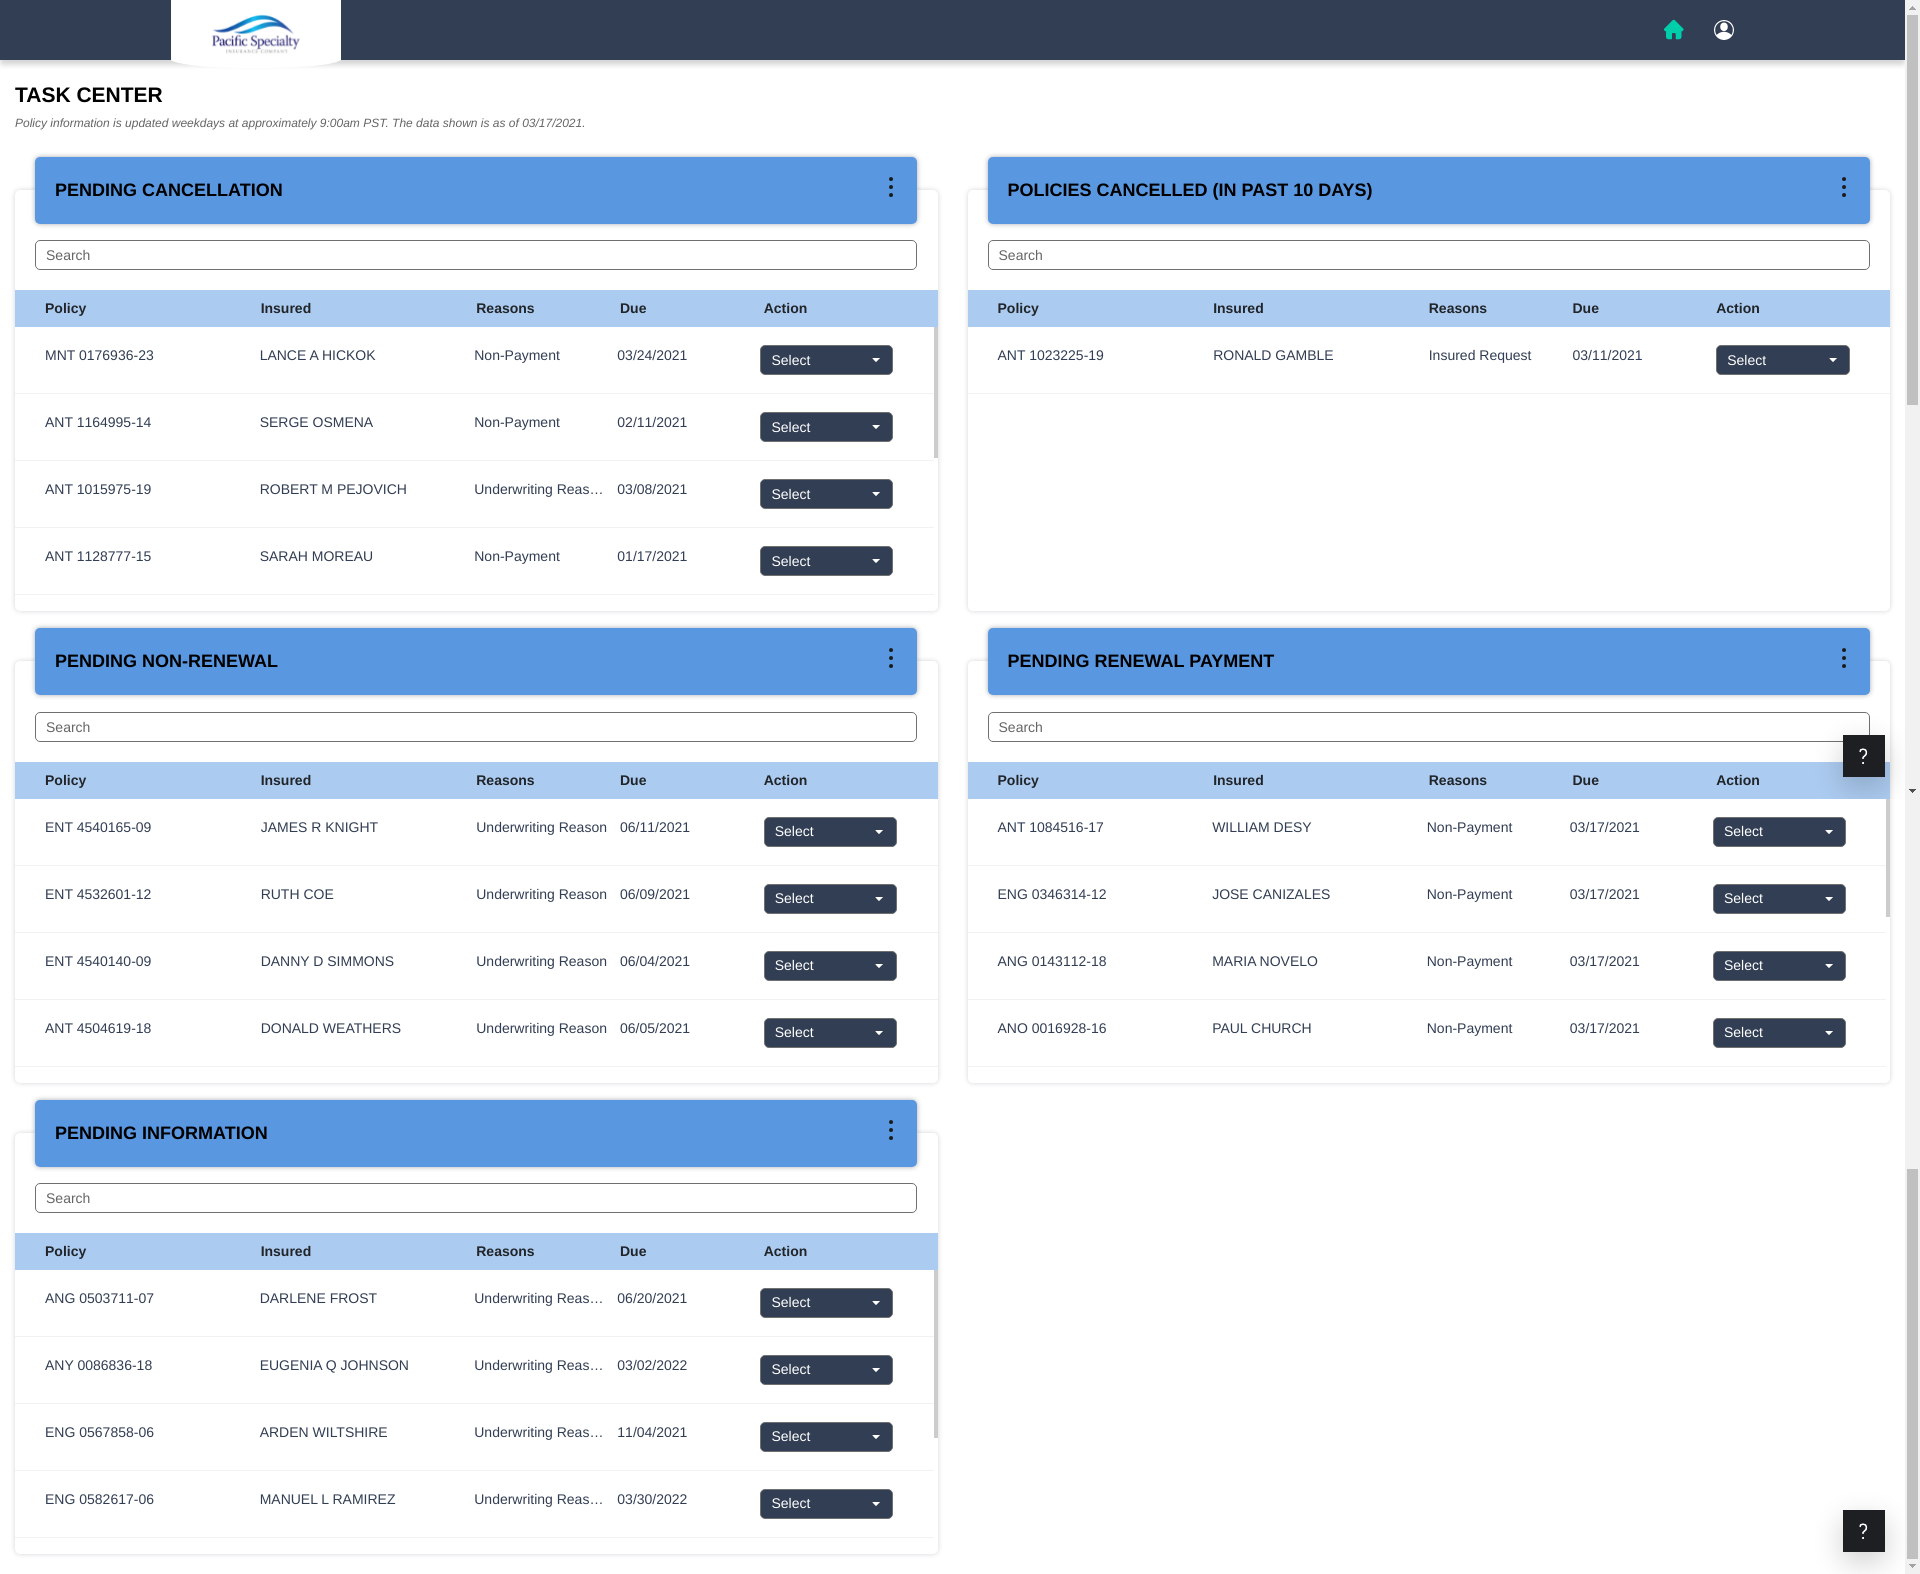 Pacific Specialty
INSURANCE COMPANY
TASK CENTER
Policy information is updated weekdays at approximately 9:00am PST. The data shown is as of 03/17/2021.
PENDING CANCELLATION
Search
Policy Insured Reasons Due Action
MNT 0176936-23 LANCE A HICKOK Non-Payment 03/24/2021 Select
ANT 1164995-14 SERGE OSMENA Non-Payment 02/11/2021 Select
ANT 1015975-19 ROBERT M PEJOVICH Underwriting Reas… 03/08/2021 Select
ANT 1128777-15 SARAH MOREAU Non-Payment 01/17/2021 Select
POLICIES CANCELLED (IN PAST 10 DAYS)
Search
Policy Insured Reasons Due Action
ANT 1023225-19 RONALD GAMBLE Insured Request 03/11/2021 Select
PENDING NON-RENEWAL
Search
Policy Insured Reasons Due Action
ENT 4540165-09 JAMES R KNIGHT Underwriting Reason 06/11/2021 Select
ENT 4532601-12 RUTH COE Underwriting Reason 06/09/2021 Select
ENT 4540140-09 DANNY D SIMMONS Underwriting Reason 06/04/2021 Select
ANT 4504619-18 DONALD WEATHERS Underwriting Reason 06/05/2021 Select
PENDING RENEWAL PAYMENT
Search
?
Policy Insured Reasons Due Action
ANT 1084516-17 WILLIAM DESY Non-Payment 03/17/2021 Select
ENG 0346314-12 JOSE CANIZALES Non-Payment 03/17/2021 Select
ANG 0143112-18 MARIA NOVELO Non-Payment 03/17/2021 Select
ANO 0016928-16 PAUL CHURCH Non-Payment 03/17/2021 Select
PENDING INFORMATION
Search
Policy Insured Reasons Due Action
ANG 0503711-07 DARLENE FROST Underwriting Reas… 06/20/2021 Select
ANY 0086836-18 EUGENIA Q JOHNSON Underwriting Reas… 03/02/2022 Select
ENG 0567858-06 ARDEN WILTSHIRE Underwriting Reas… 11/04/2021 Select
ENG 0582617-06 MANUEL L RAMIREZ Underwriting Reas… 03/30/2022 Select
?